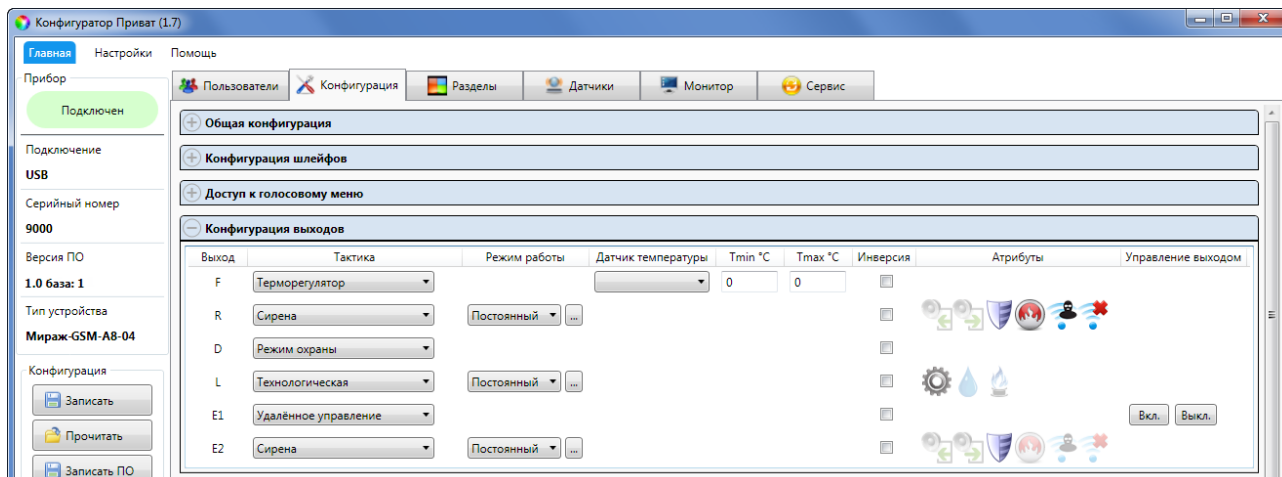 Конфигуратор Приват (1.7)
Главная Настройки Помощь
Прибор
Подключен
Подключение
USB
Серийный номер
9000
Версия ПО
1.0 база: 1
Тип устройства
Мираж-GSM-A8-04
Конфигурация
Записать
Прочитать
Записать ПО
Пользователи Конфигурация Разделы Датчики Монитор Сервис
Общая конфигурация
Конфигурация шлейфов
Доступ к голосовому меню
Конфигурация выходов
Выход Тактика Режим работы Датчик температуры Tmin °C Tmax °C Инверсия Атрибуты Управление выходом
F Терморегулятор 0 0
R Сирена Постоянный ...
D Режим охраны
L Технологическая Постоянный ...
E1 Удалённое управление Вкл. Выкл.
E2 Сирена Постоянный ...